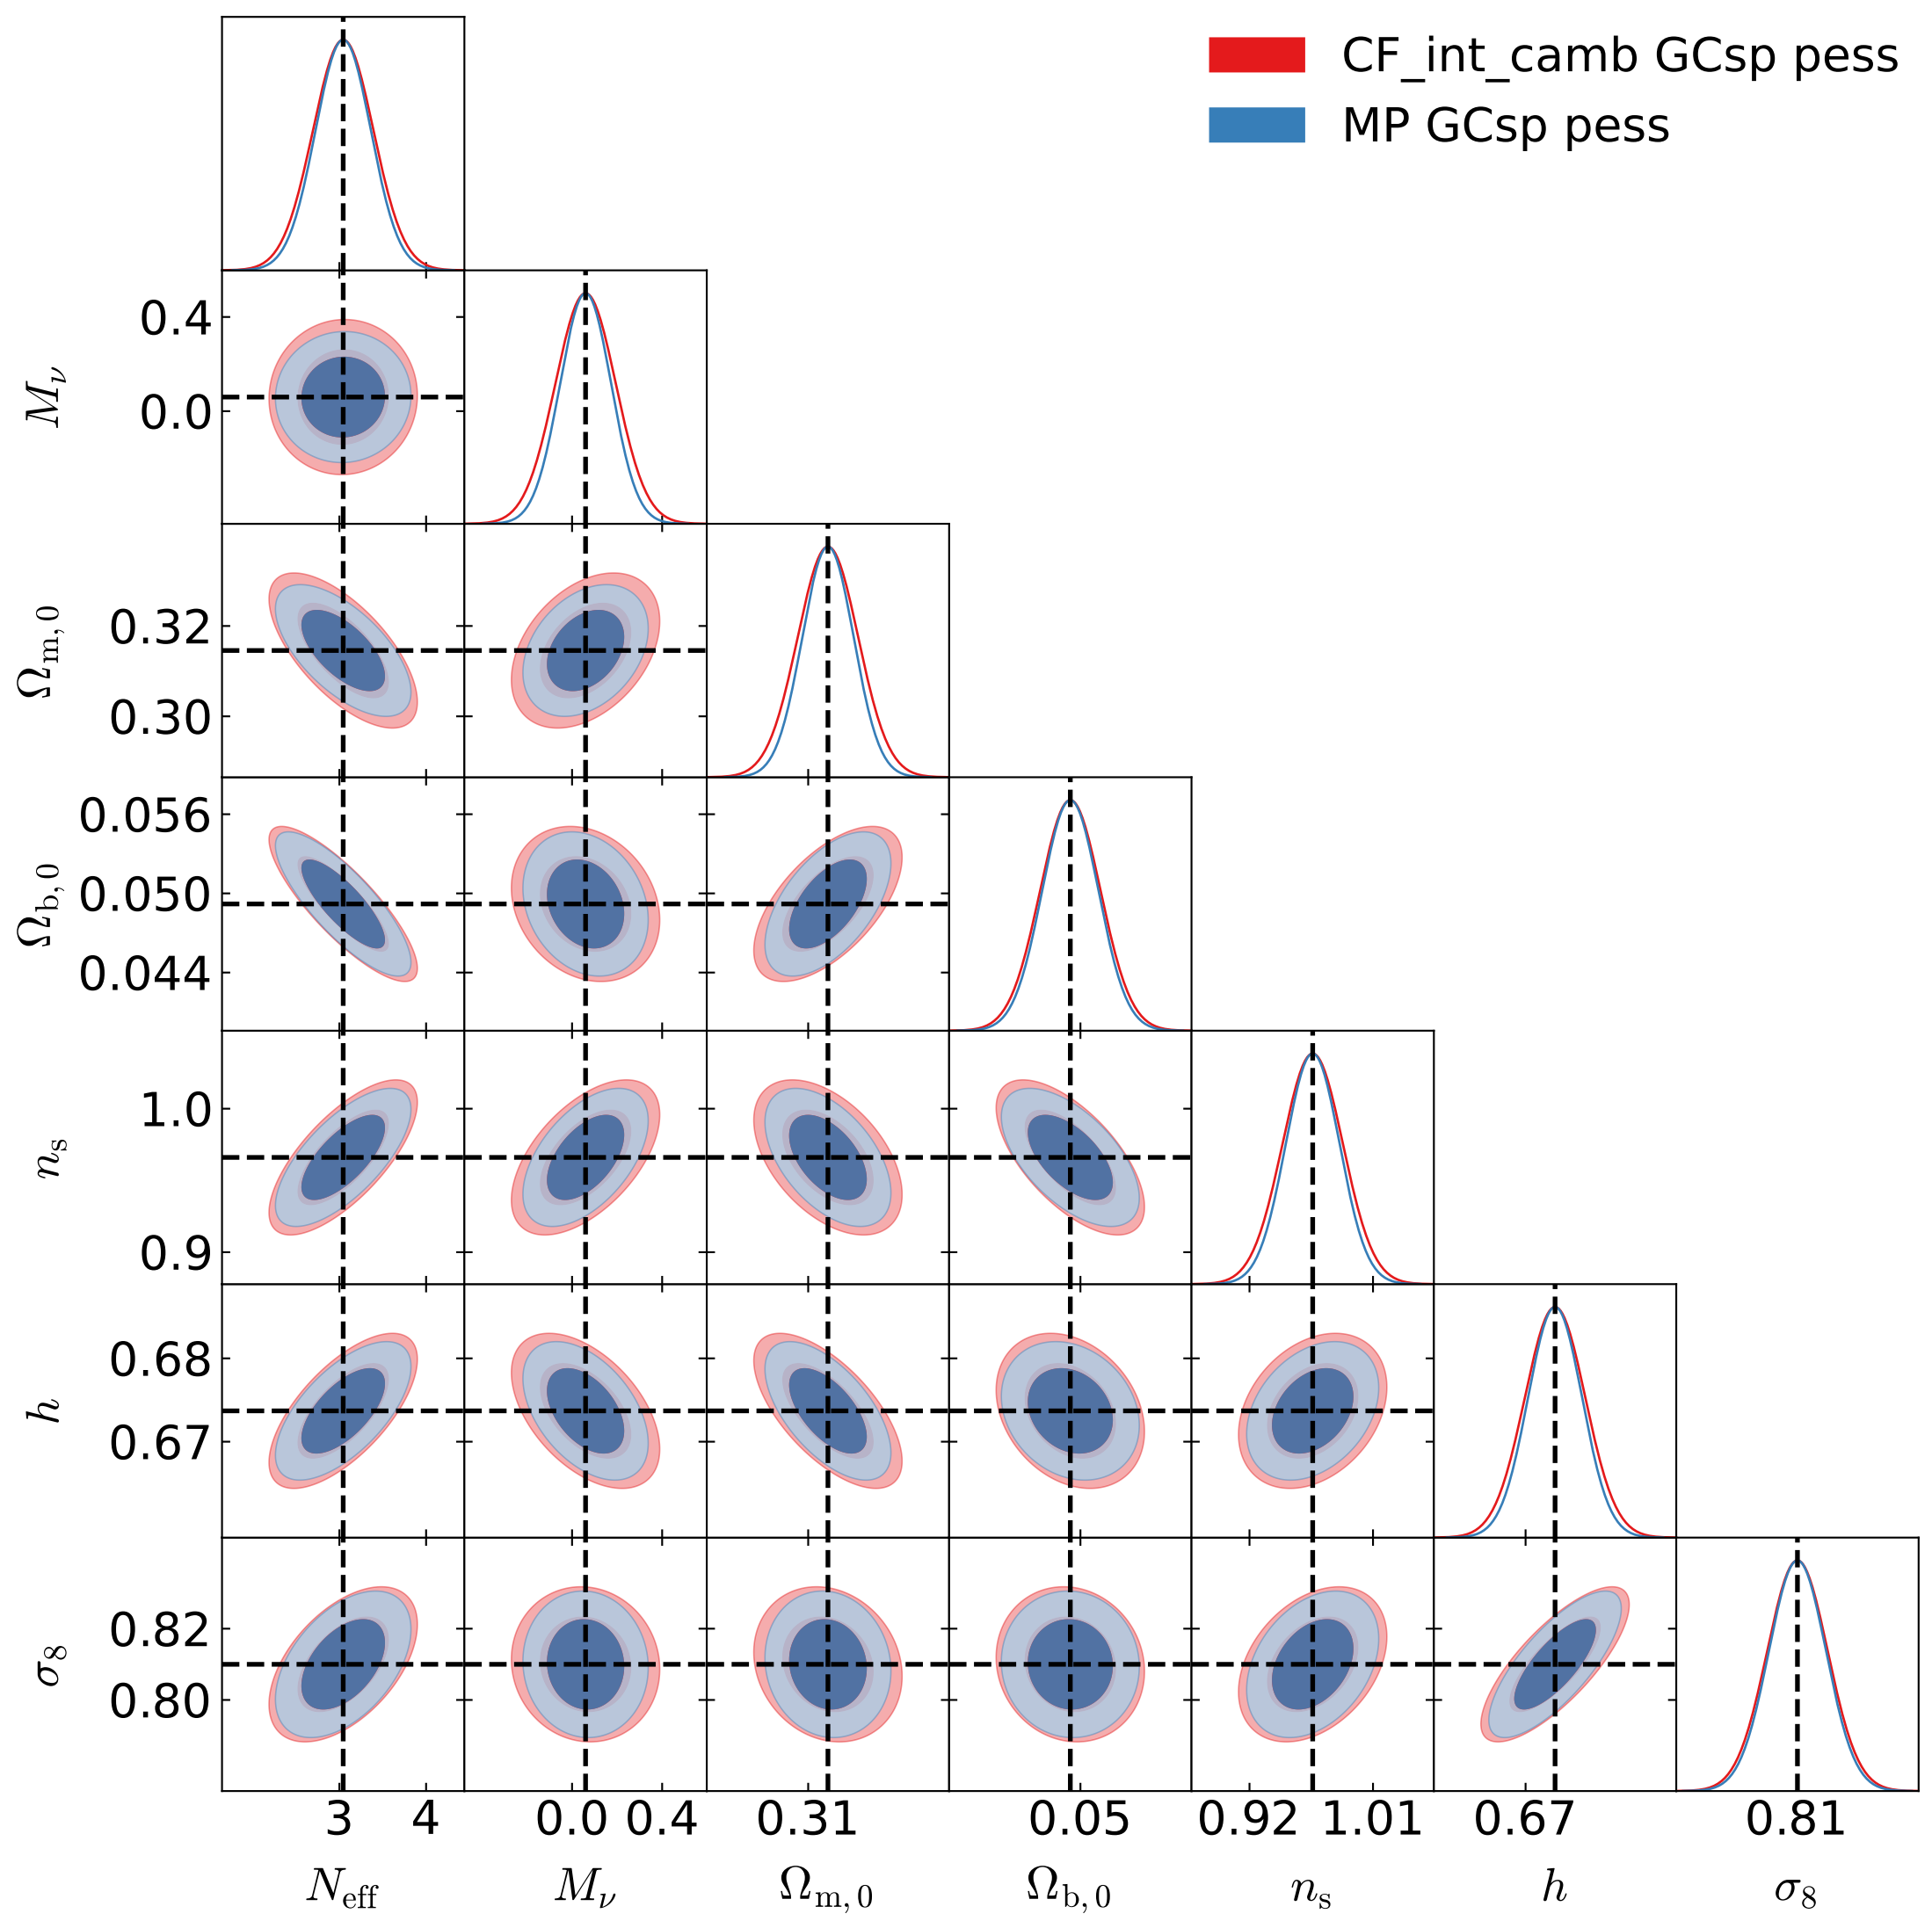 CF_int_camb GCsp pess
MP GCsp pess
0.4
0.0
M_ν
0.32
0.30
Ω_m,0
0.056
0.050
0.044
Ω_b,0
1.0
0.9
n_s
0.68
0.67
h
0.82
0.80
σ_8
3 4 0.0 0.4 0.31 0.05 0.92 1.01 0.67 0.81
N_eff M_ν Ω_m,0 Ω_b,0 n_s h σ_8